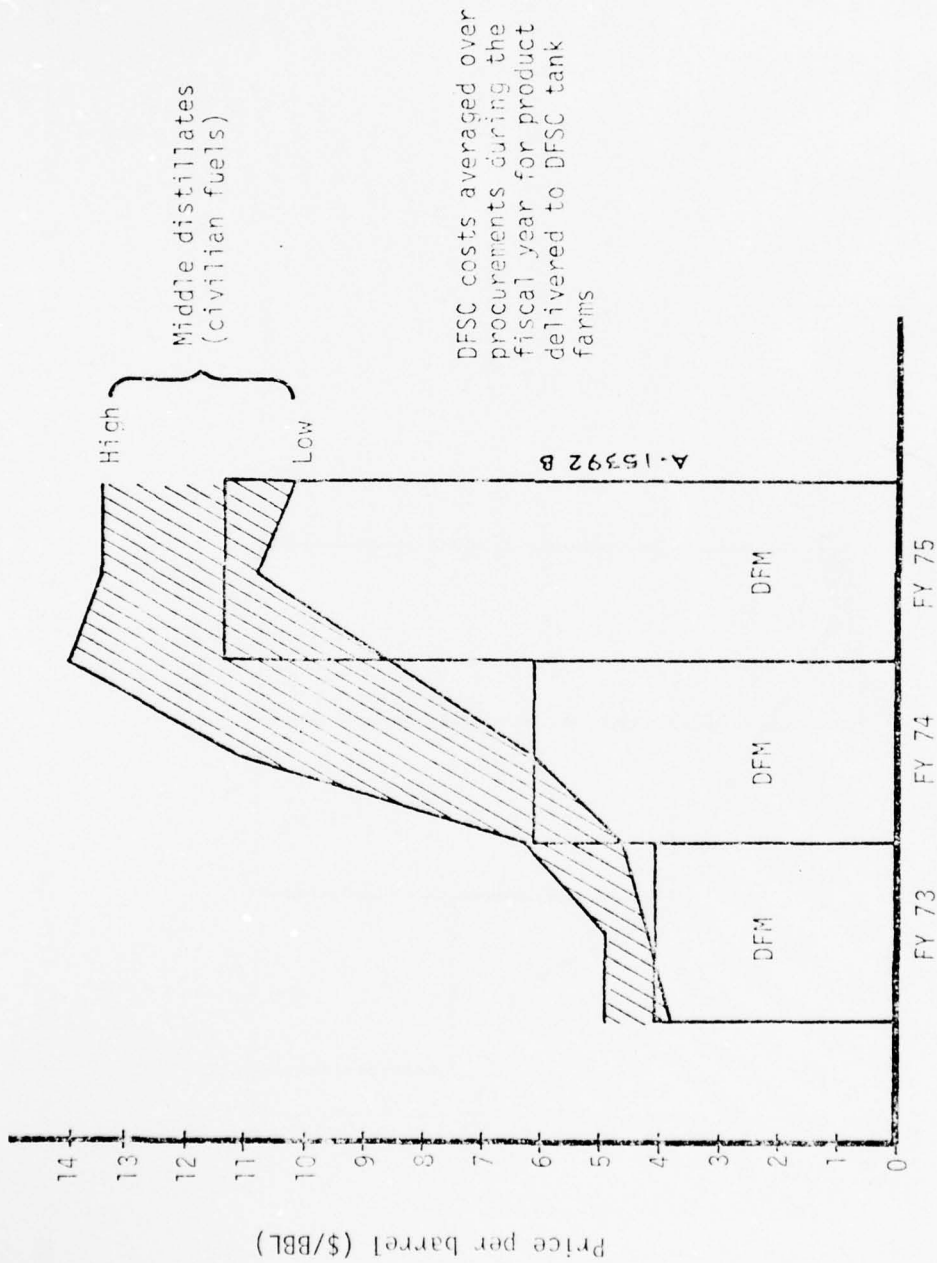 Price per barrel ($/BBL)
14
13
12
11
10
9
8
7
6
5
4
3
2
1
0
High
Low
Middle distillates
(civilian fuels)
DFSC costs averaged over
procurements during the
fiscal year for product
delivered to DFSC tank
farms
A-15392 B
DFM
DFM
DFM
FY 73
FY 74
FY 75